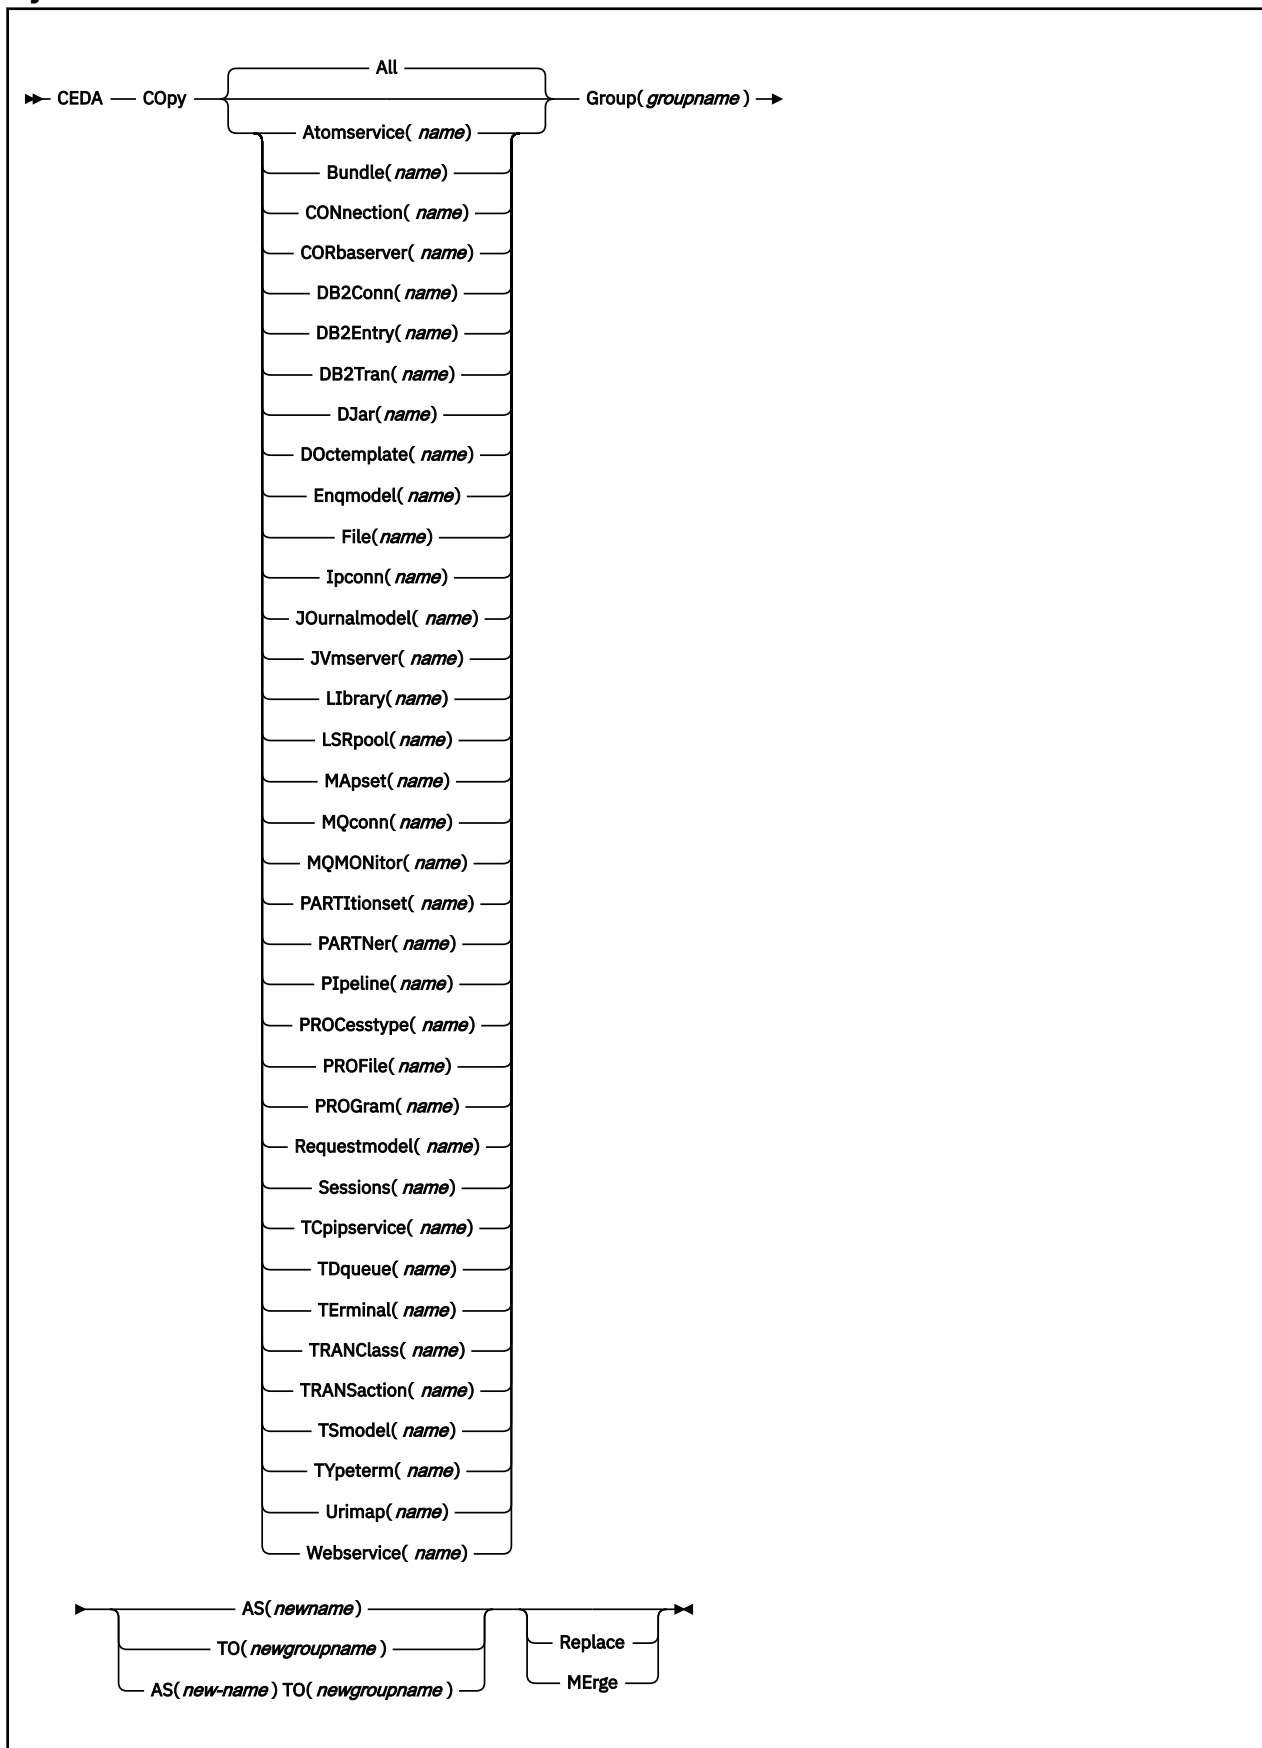 All
CEDA COpy Group( groupname )
Atomservice( name)
Bundle( name)
CONnection( name)
CORbaserver( name)
DB2Conn( name)
DB2Entry( name)
DB2Tran( name)
DJar( name)
DOctemplate( name)
Enqmodel( name)
File( name)
Ipconn( name)
JOurnalmodel( name)
JVmserver( name)
LIbrary( name)
LSRpool( name)
MApset( name)
MQconn( name)
MQMONitor( name)
PARTItionset( name)
PARTNer( name)
PIpeline( name)
PROCesstype( name)
PROFile( name)
PROGram( name)
Requestmodel( name)
Sessions( name)
TCpipservice( name)
TDqueue( name)
TErminal( name)
TRANClass( name)
TRANSaction( name)
TSmodel( name)
TYpeterm( name)
Urimap( name)
Webservice( name)
AS( newname)
TO( newgroupname )
Replace
AS( new-name ) TO( newgroupname )
MErge